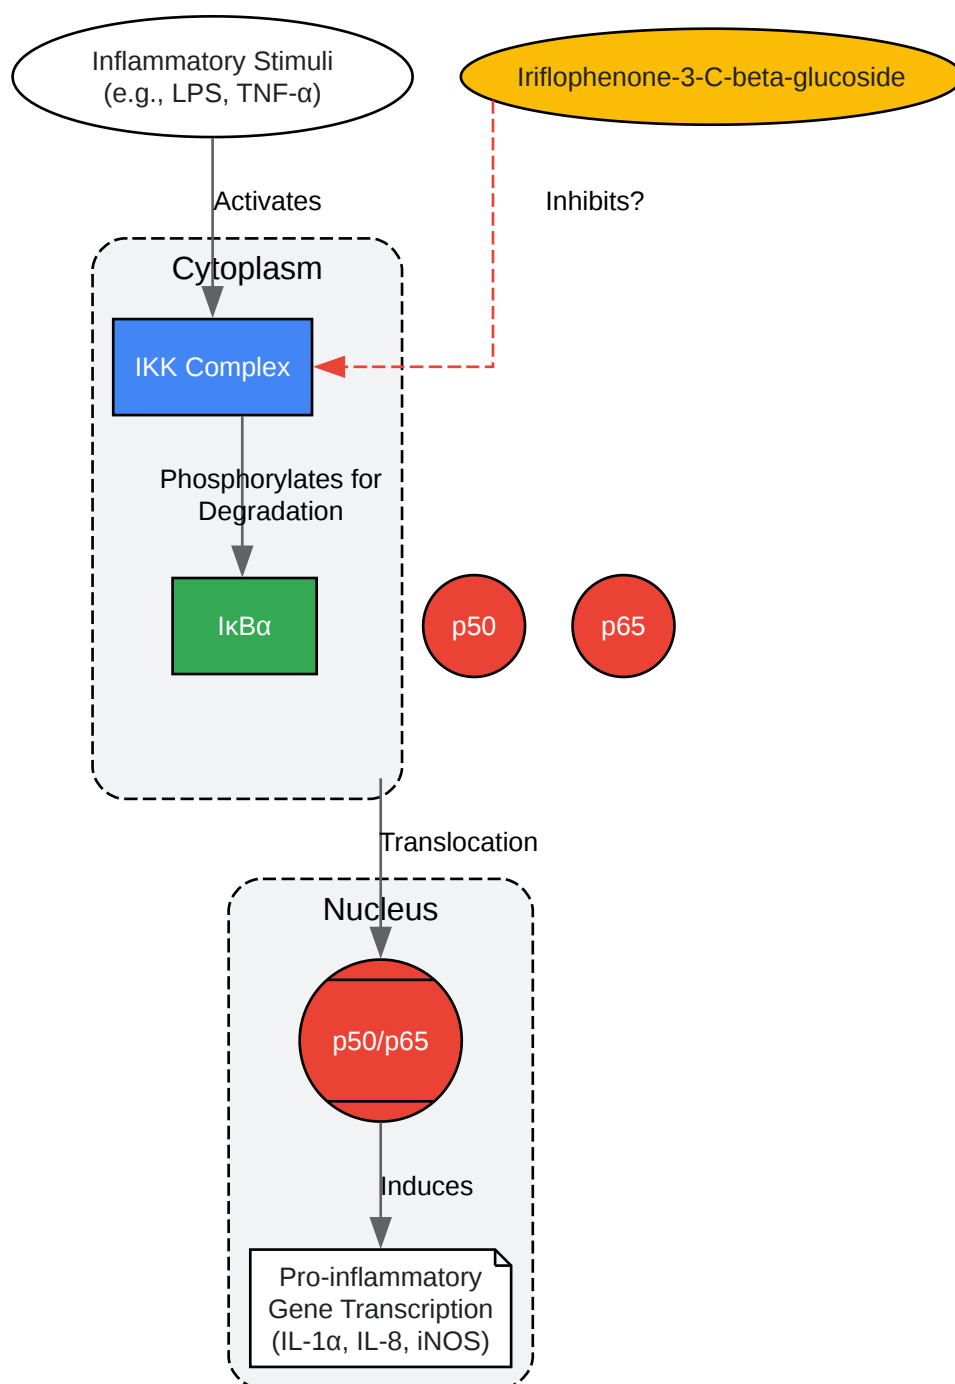 Inflammatory Stimuli
(e.g., LPS, TNF-α)
Iriflophenone-3-C-beta-glucoside
Activates
Inhibits?
Cytoplasm
IKK Complex
Phosphorylates for
Degradation
IκBα
p50
p65
Translocation
Nucleus
p50/p65
Induces
Pro-inflammatory
Gene Transcription
(IL-1α, IL-8, iNOS)